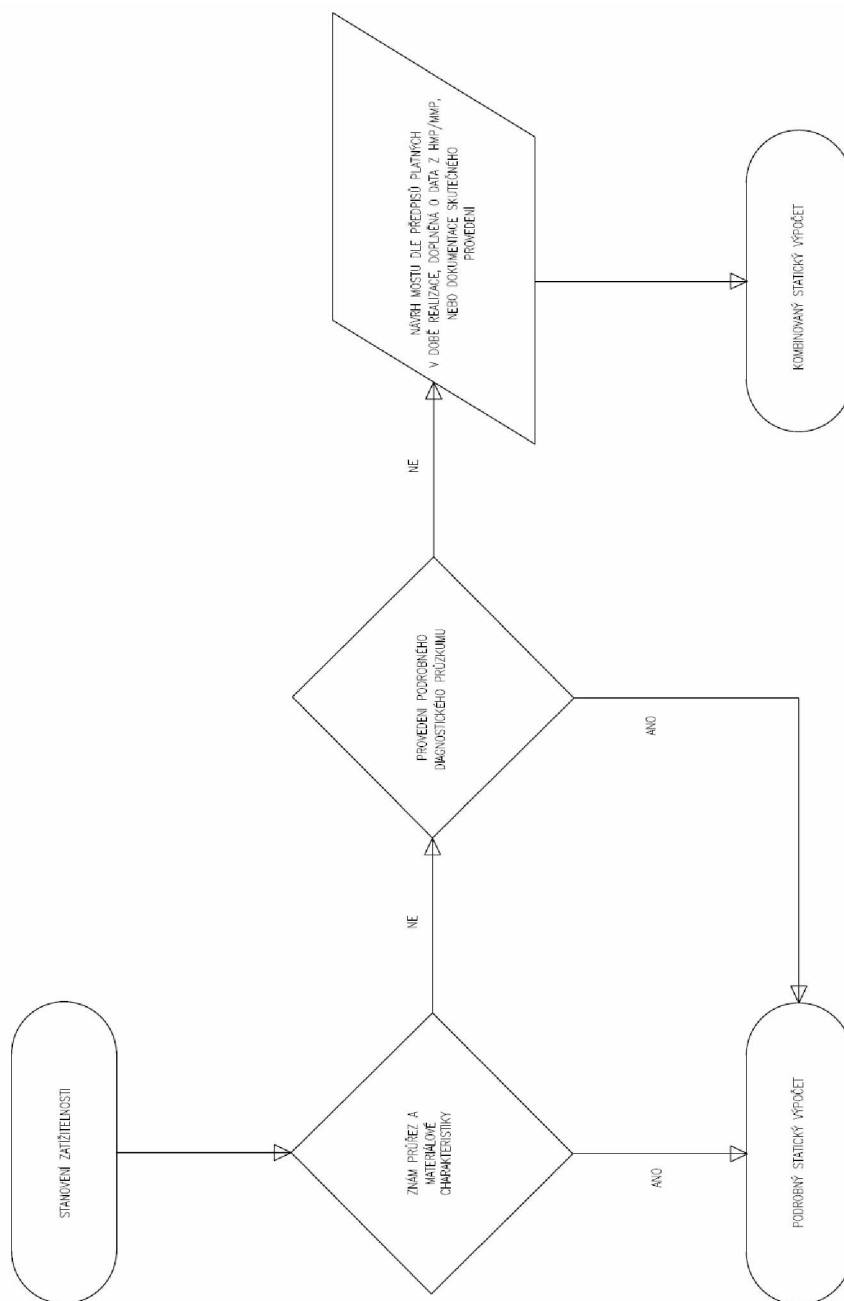 STANOVENÍ ZATÍŽITELNOSTI
ZNÁM PRŮŘEZ A
MATERIÁLOVÉ
CHARAKTERISTIKY
NE
ANO
PROVEDENÍ PODROBNÉHO
DIAGNOSTICKÉHO PRŮZKUMU
NE
ANO
NÁVRH MOSTU DLE PŘEDPISŮ PLATNÝCH
V DOBĚ REALIZACE, DOPLNĚNÁ O DATA Z HMP/MMP,
NEBO DOKUMENTACE SKUTEČNÉHO
PROVEDENÍ
PODROBNÝ STATICKÝ VÝPOČET
KOMBINOVANÝ STATICKÝ VÝPOČET